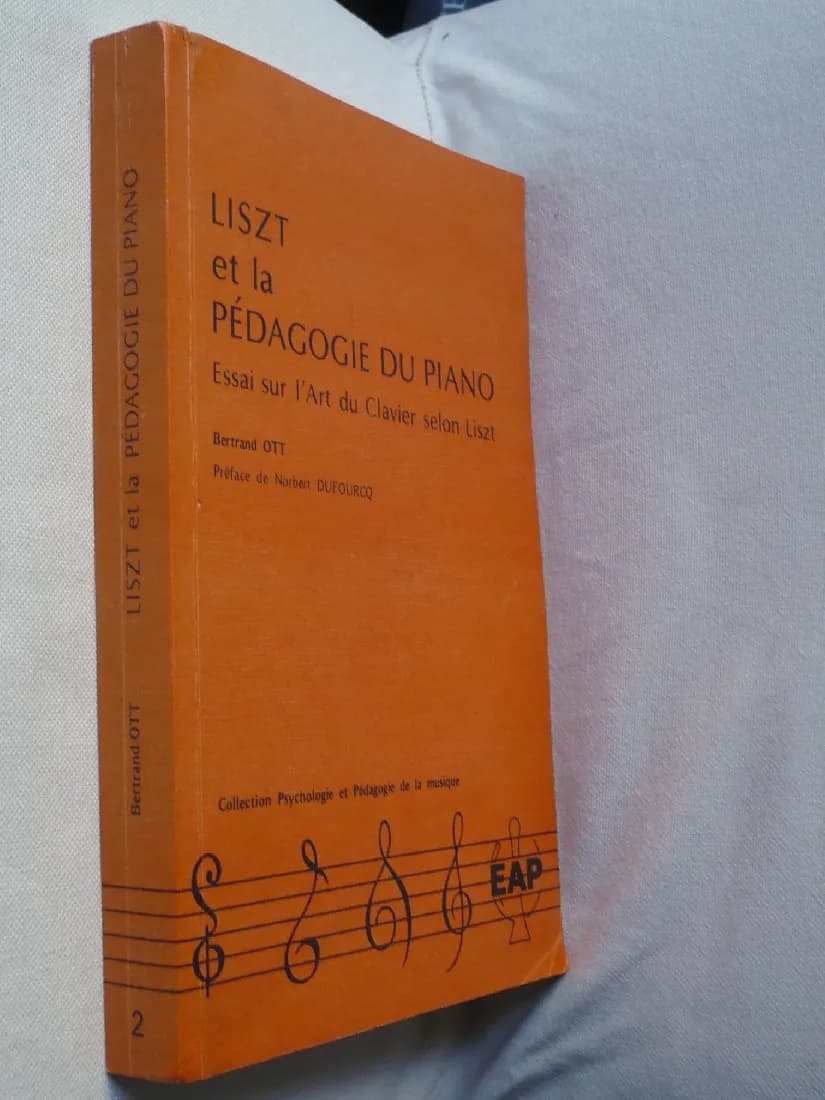 LISZT
et la
PÉDAGOGIE DU PIANO
Essai sur l'Art du Clavier selon Liszt
Bertrand OTT
Préface de Norbert DUFOURCQ
Collection Psychologie et Pédagogie de la musique
EAP
Bertrand OTT LISZT et la PÉDAGOGIE DU PIANO
2